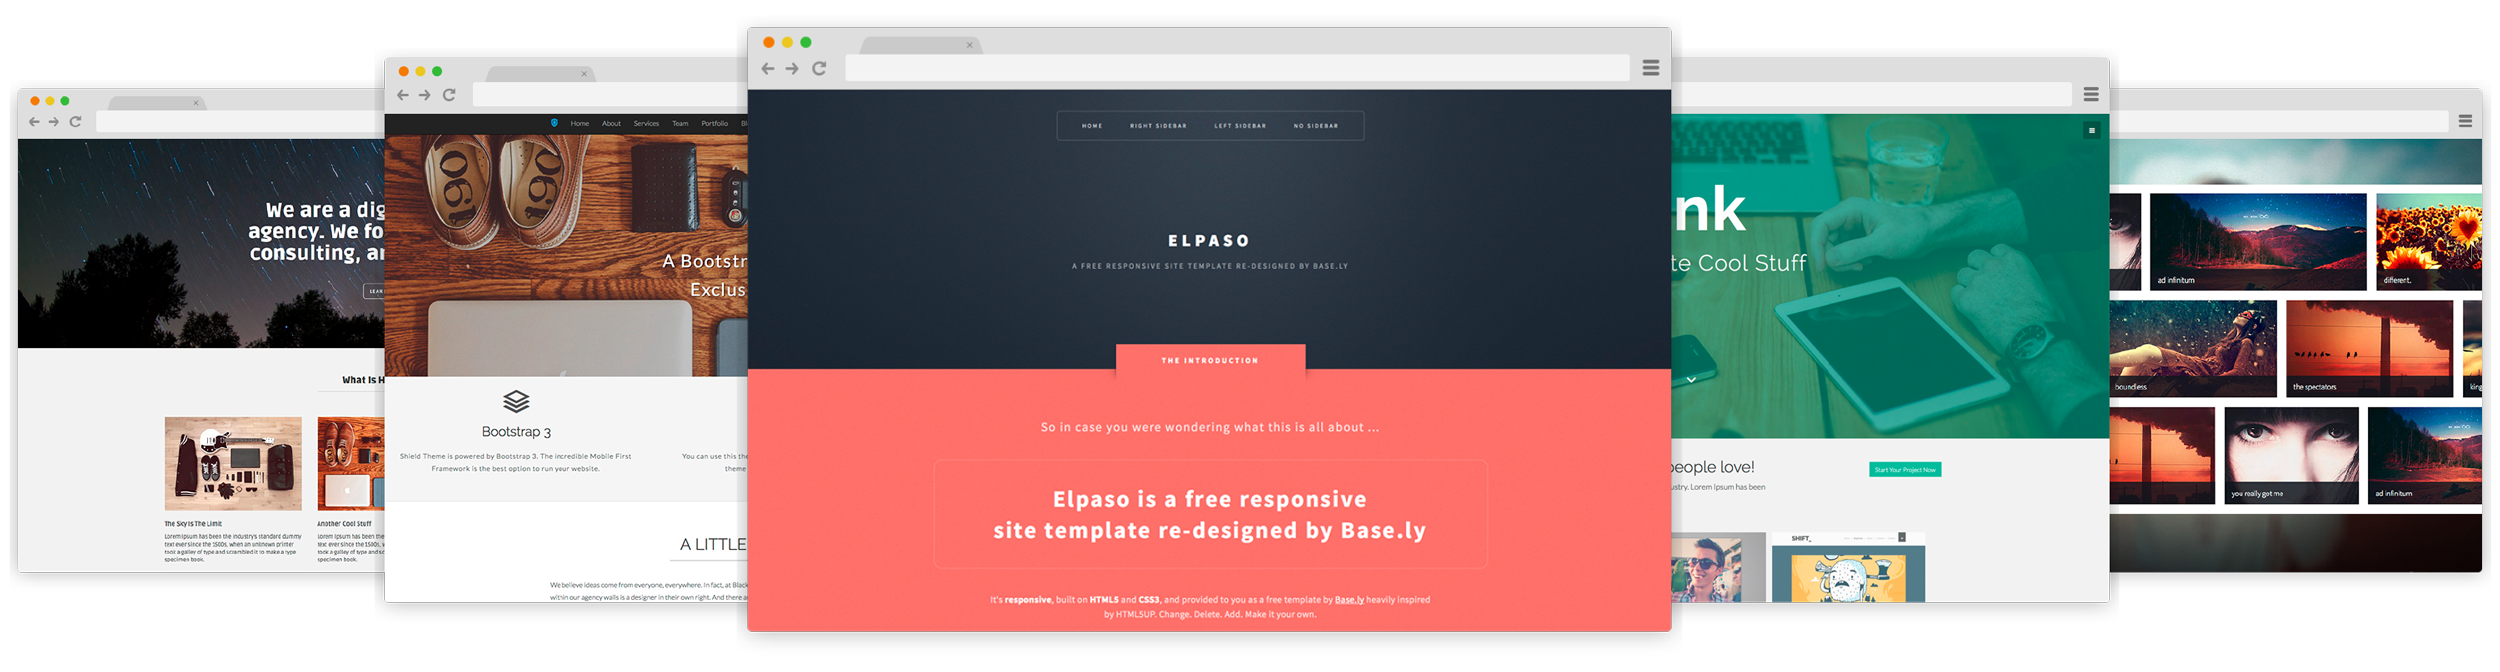 We are a dig
agency. We fo
consulting, an
LEAR
What Is H
The Sky Is The Limit
Lorem Ipsum has been the industry's standard dummy
text ever since the 1500s, when an unknown printer
took a galley of type and scrambled it to make a type
specimen book.
Another Cool Stuff
Lorem Ipsum has been the
text ever since the 1500s
took a galley of type and sc
specimen book.
Home About Services Team Portfolio Bl
1960 1960
A Bootstr
Exclus
Bootstrap 3
Shield Theme is powered by Bootstrap 3. The incredible Mobile First
Framework is the best option to run your website.
You can use this the
theme
A LITTLE
We believe ideas come from everyone, everywhere. In fact, at Black
within our agency walls is a designer in their own right. And there a
HOME RIGHT SIDEBAR LEFT SIDEBAR NO SIDEBAR
ELPASO
A FREE RESPONSIVE SITE TEMPLATE RE-DESIGNED BY BASE.LY
THE INTRODUCTION
So in case you were wondering what this is all about ...
Elpaso is a free responsive
site template re-designed by Base.ly
It's responsive, built on HTML5 and CSS3, and provided to you as a free template by Base.ly heavily inspired
by HTML5UP. Change. Delete. Add. Make it your own.
nk
te Cool Stuff
people love!
ustry. Lorem Ipsum has been
Start Your Project Now
SHIFT_
ad infinitum
different.
boundless
the spectators
king
you really got me
ad infinitum